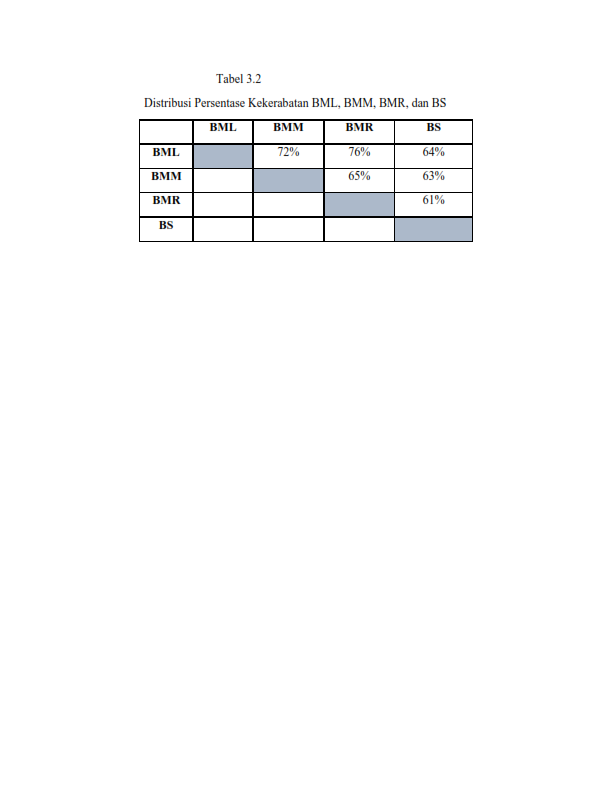 Tabel 3.2
Distribusi Persentase Kekerabatan BML, BMM, BMR, dan BS
BML BMM BMR BS
BML 72% 76% 64%
BMM 65% 63%
BMR 61%
BS